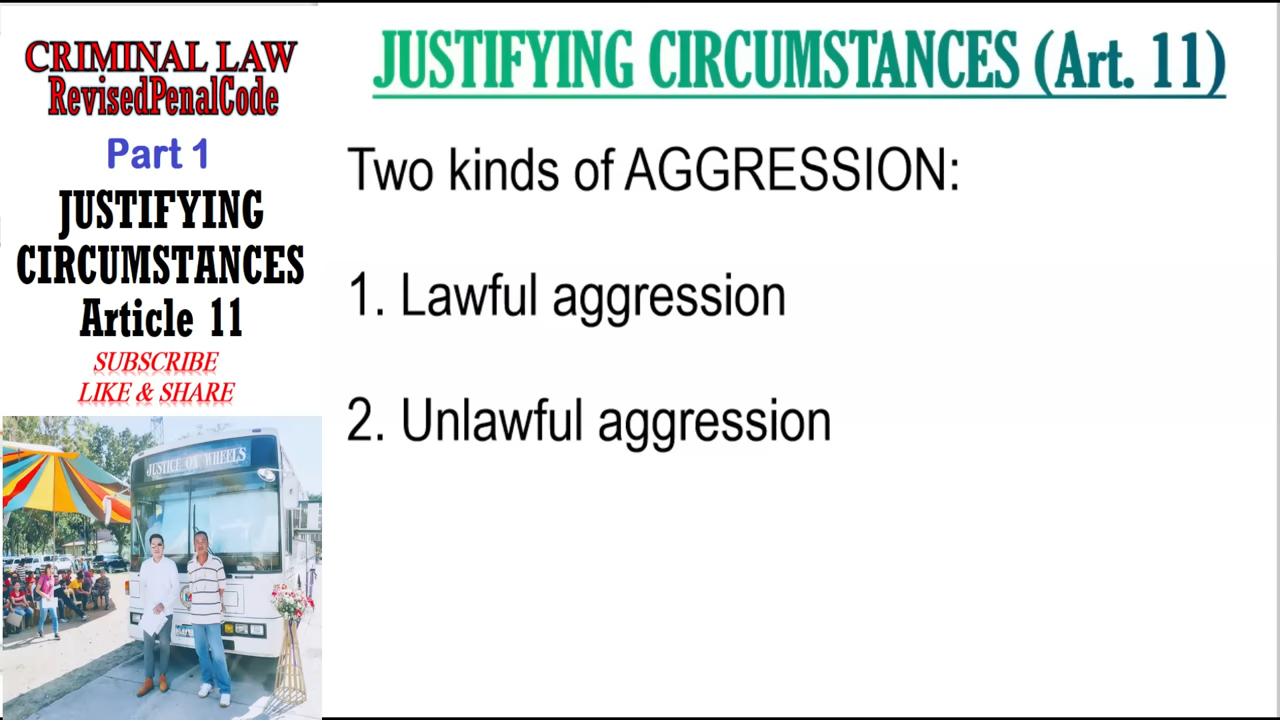 CRIMINAL LAW
RevisedPenalCode
Part 1
JUSTIFYING
CIRCUMSTANCES
Article 11
SUBSCRIBE
LIKE & SHARE
JUSTICE ON WHEELS
JUSTIFYING CIRCUMSTANCES (Art. 11)
Two kinds of AGGRESSION:
1. Lawful aggression
2. Unlawful aggression